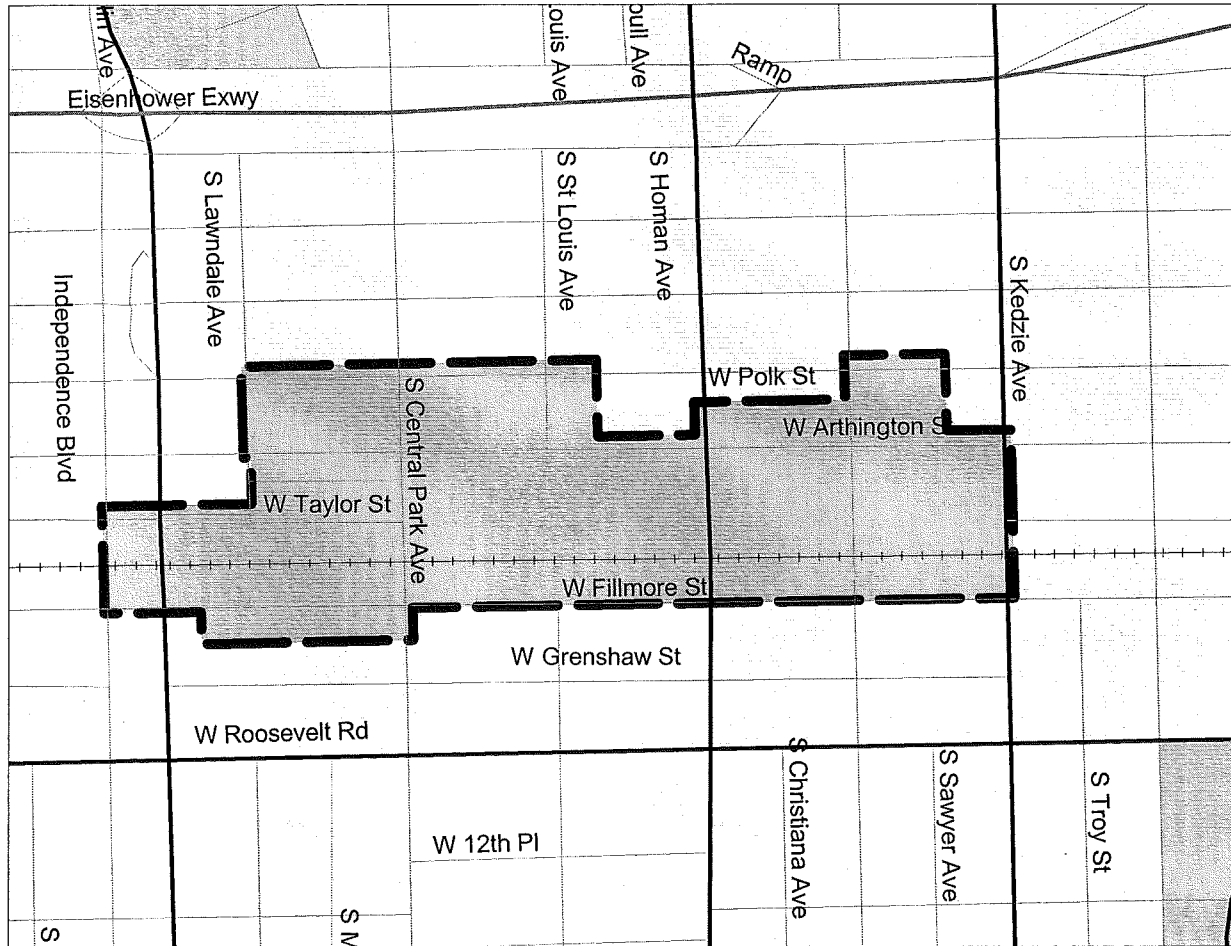 lin Ave
ouis Ave
oull Ave
Ramp
Eisenhower Exwy
S Lawndale Ave
S St Louis Ave
S Homan Ave
S Kedzie Ave
Independence Blvd
W Polk St
S Central Park Ave
W Arthington S
W Taylor St
W Fillmore St
W Grenshaw St
W Roosevelt Rd
S Christiana Ave
S Sawyer Ave
S Troy St
W 12th Pl
S M
S